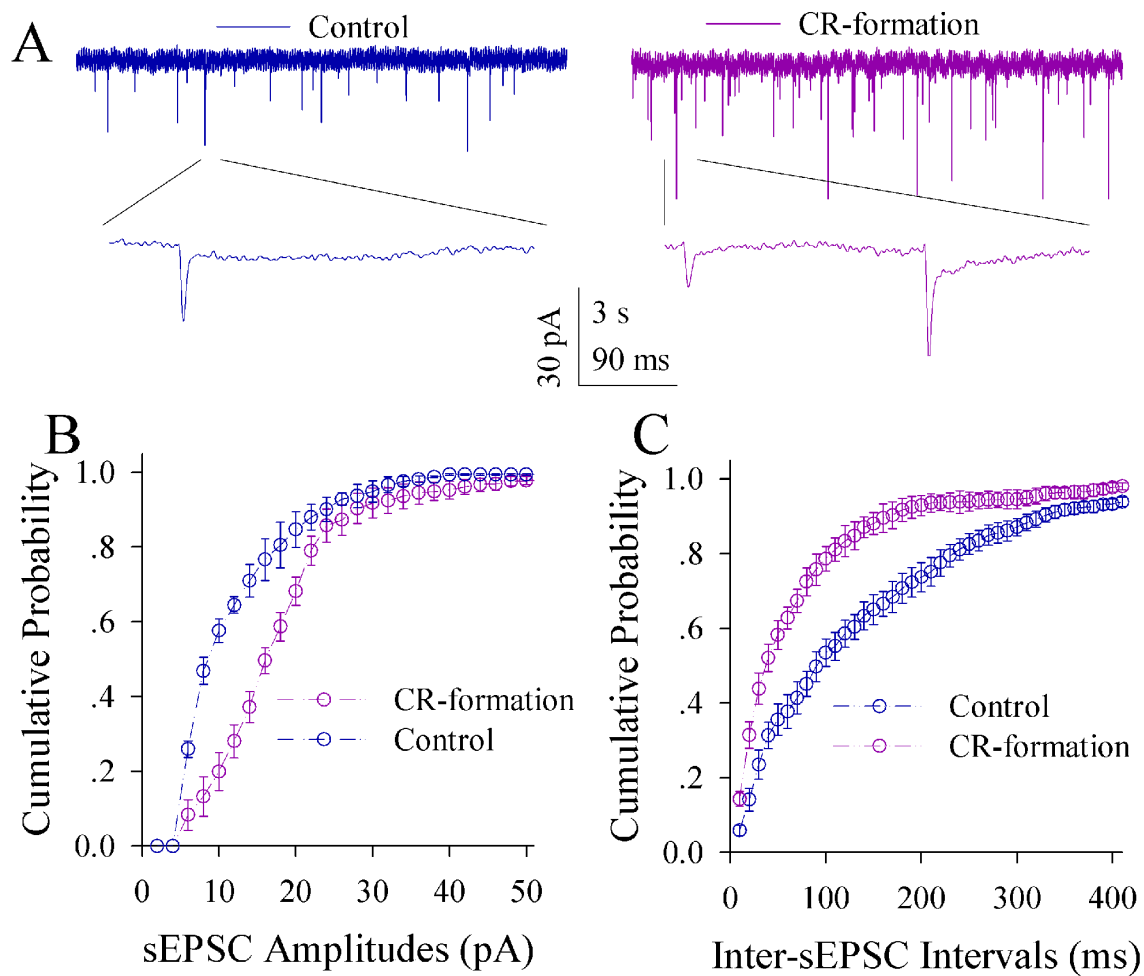 A
Control
CR-formation
30 pA
3 s
90 ms
B
Cumulative Probability
1.0
.8
.6
.4
.2
0.0
CR-formation
Control
0 10 20 30 40 50
sEPSC Amplitudes (pA)
C
Cumulative Probability
1.0
.8
.6
.4
.2
0.0
Control
CR-formation
0 100 200 300 400
Inter-sEPSC Intervals (ms)